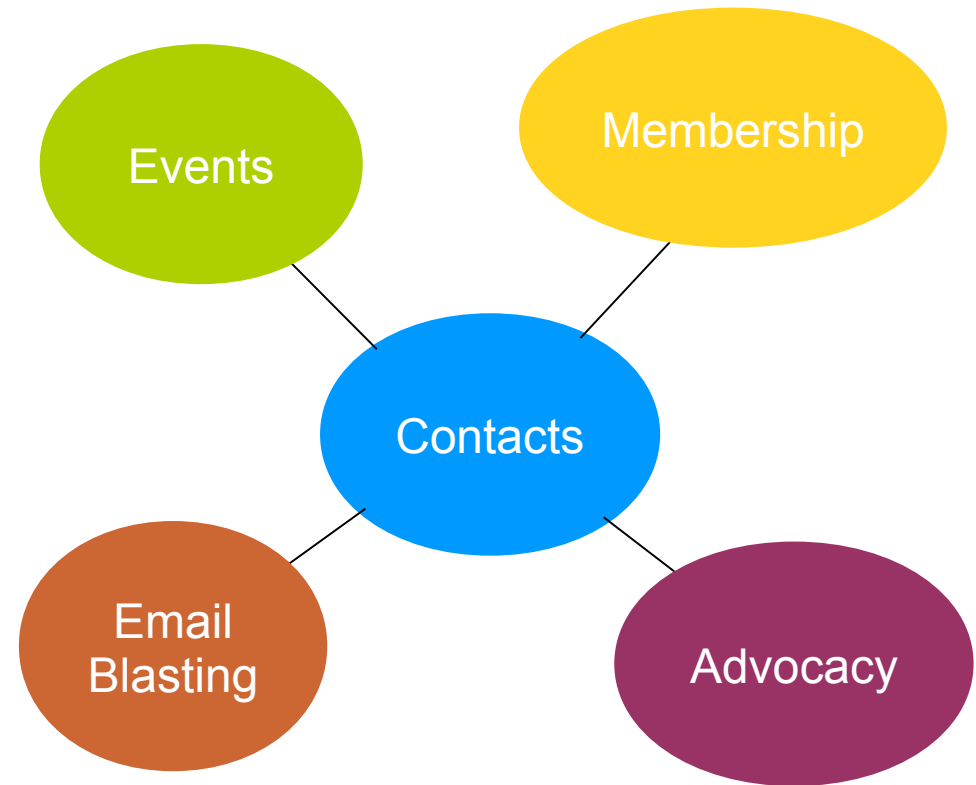 Events
Membership
Contacts
Email
Blasting
Advocacy